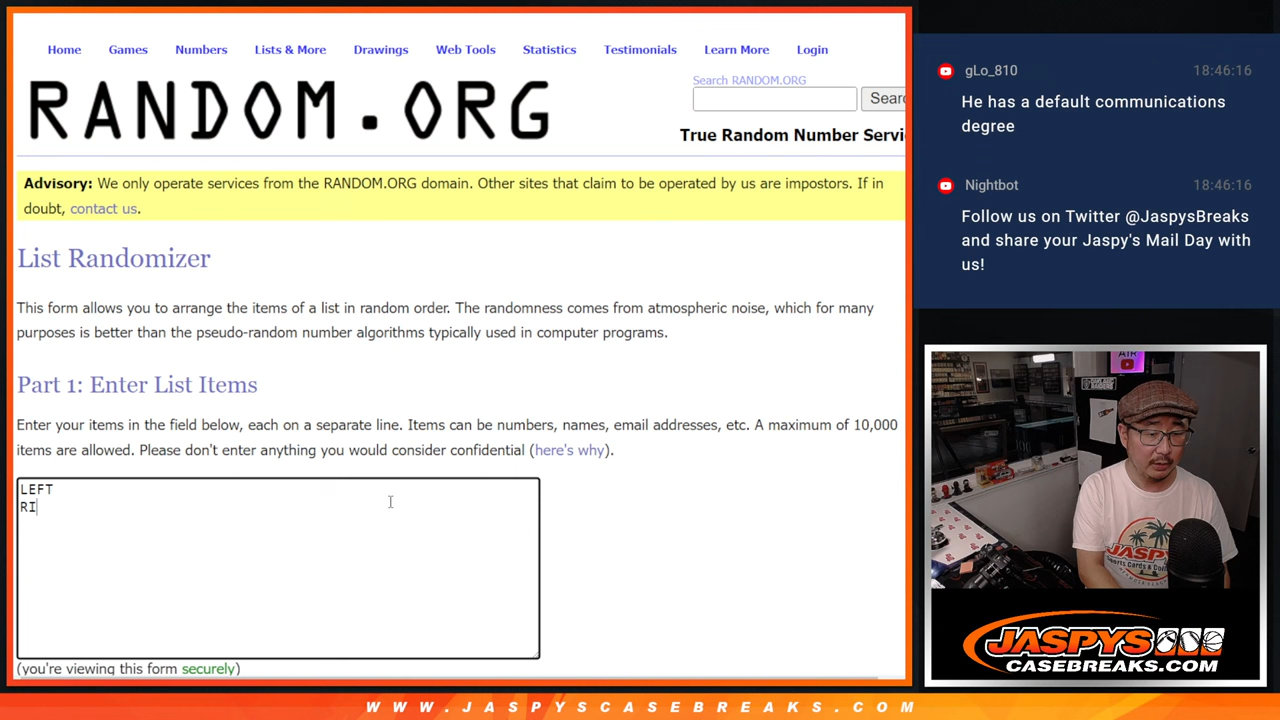 Home Games Numbers Lists & More Drawings Web Tools Statistics Testimonials Learn More Login
RANDOM.ORG
Search RANDOM.ORG
Searc
True Random Number Servi
Advisory: We only operate services from the RANDOM.ORG domain. Other sites that claim to be operated by us are impostors. If in
doubt, contact us.
List Randomizer
This form allows you to arrange the items of a list in random order. The randomness comes from atmospheric noise, which for many
purposes is better than the pseudo-random number algorithms typically used in computer programs.
Part 1: Enter List Items
Enter your items in the field below, each on a separate line. Items can be numbers, names, email addresses, etc. A maximum of 10,000
items are allowed. Please don't enter anything you would consider confidential (here's why).
LEFT
RI
(you're viewing this form securely)
gLo_810 18:46:16
He has a default communications
degree
Nightbot 18:46:16
Follow us on Twitter @JaspysBreaks
and share your Jaspy's Mail Day with
us!
AIR
JASPYS
CASEBREAKS.COM
WWW.JASPYSCASEBREAKS.COM